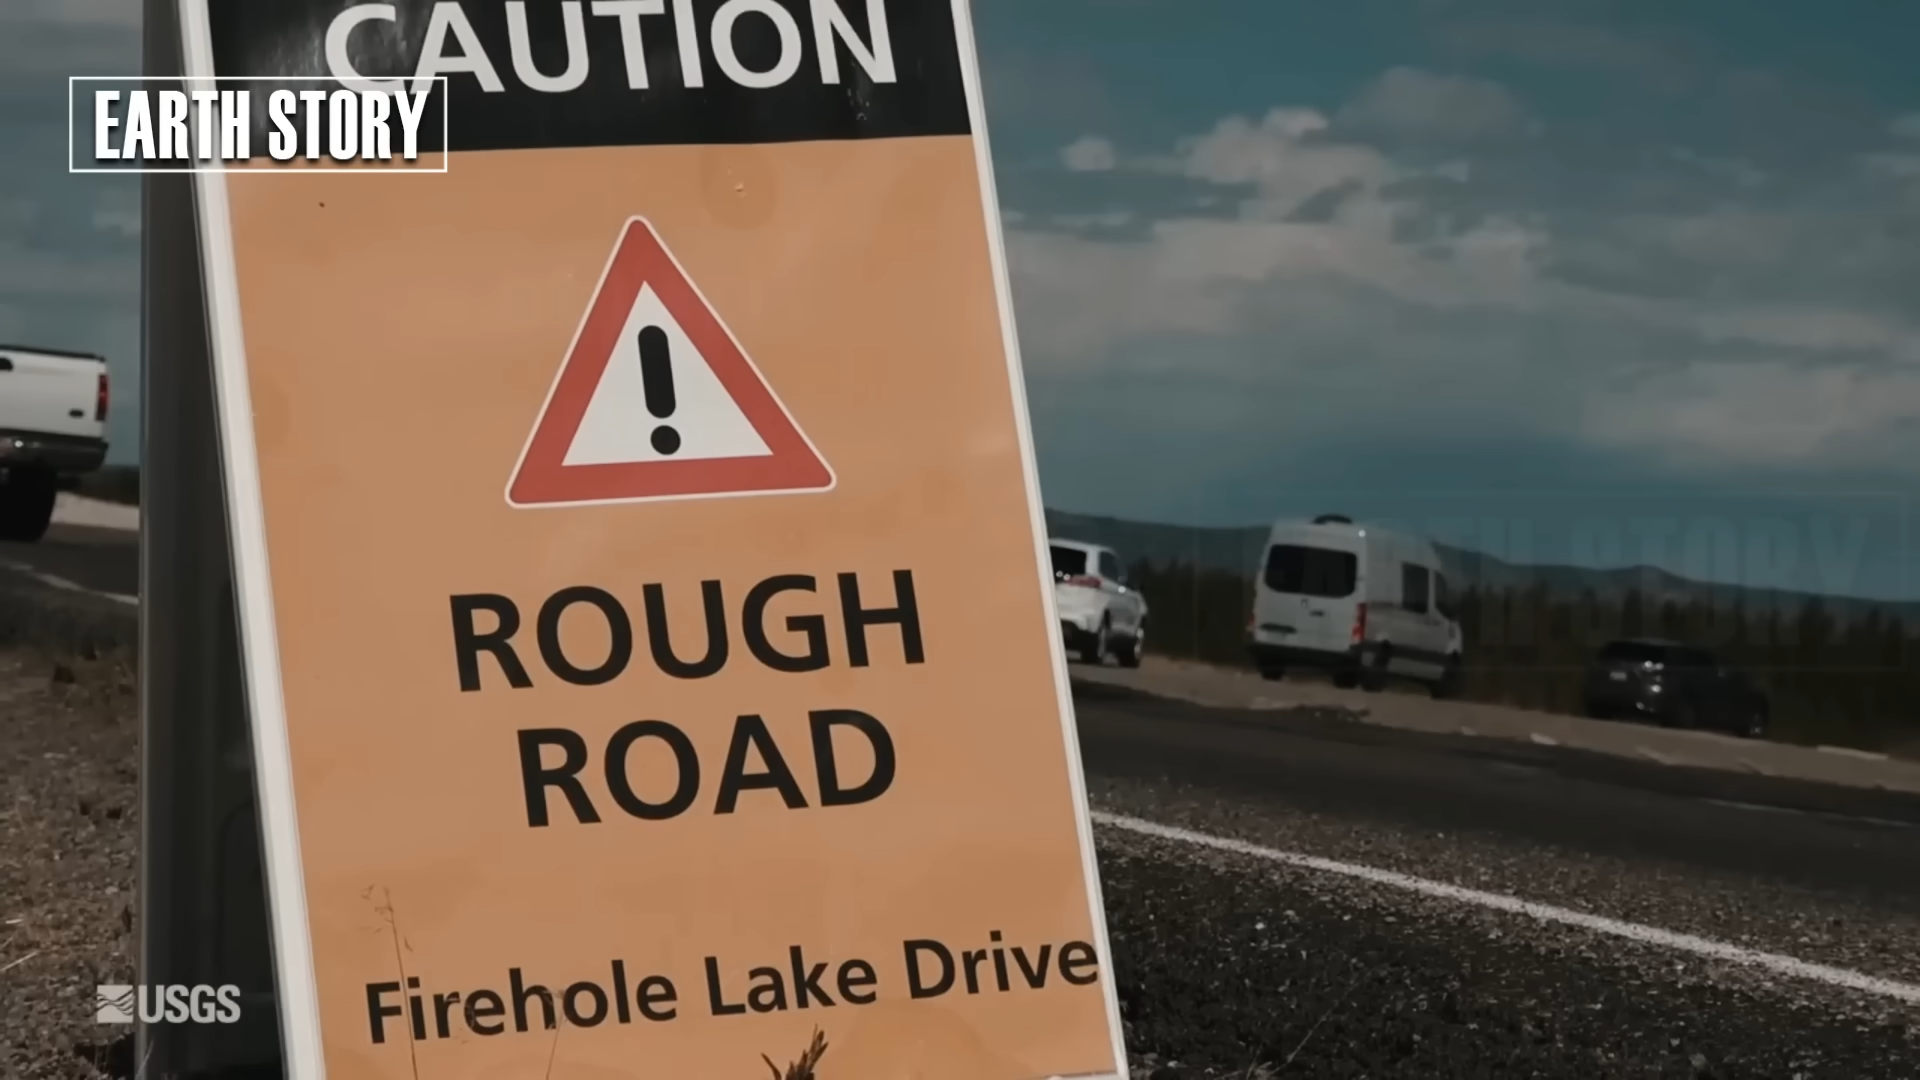 CAUTION
EARTH STORY
!
ROUGH
ROAD
Firehole Lake Drive
USGS